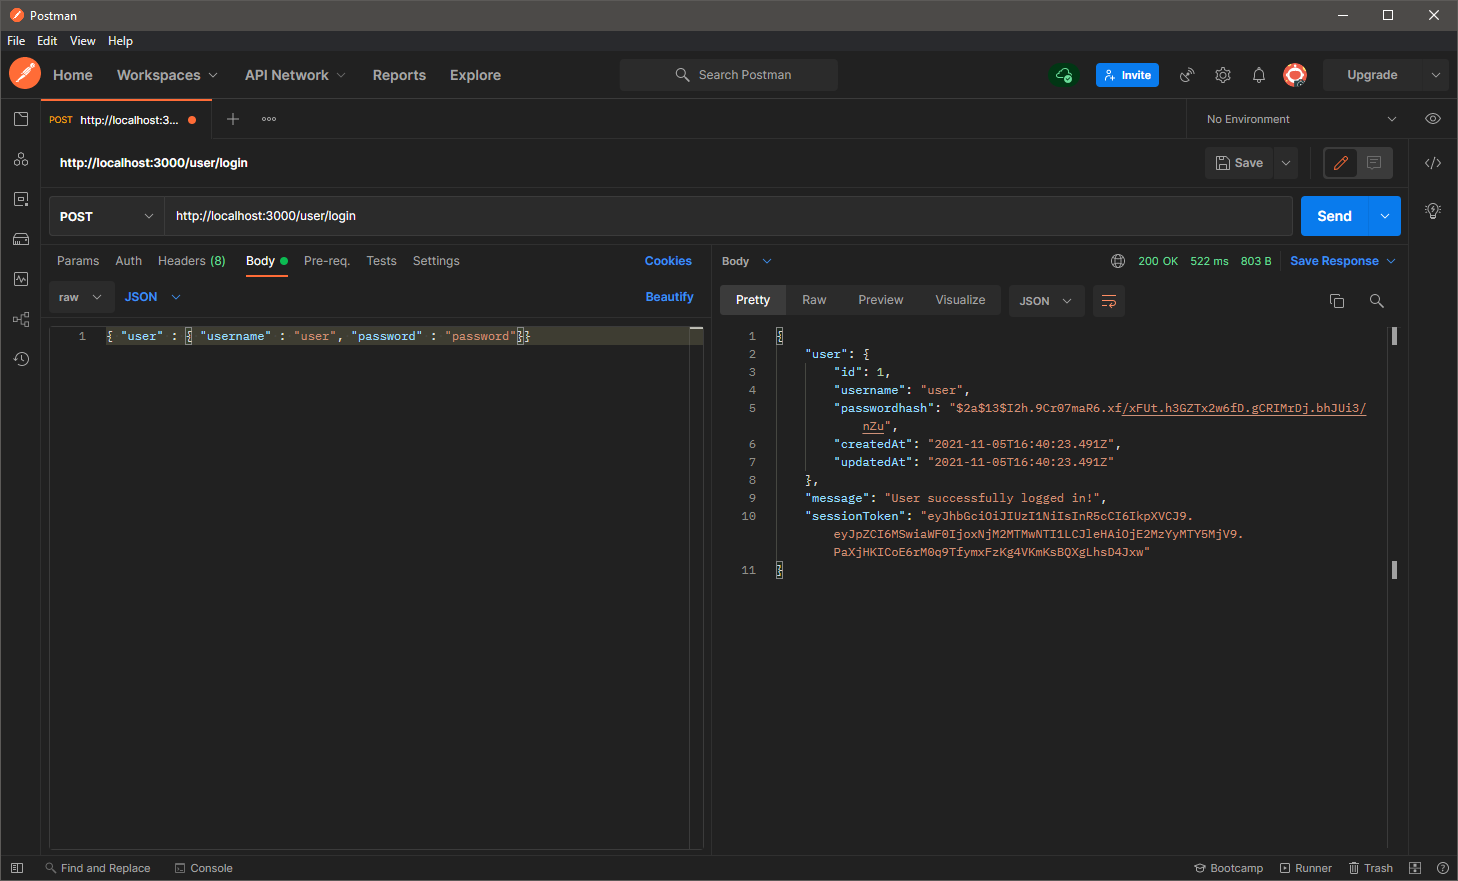 Postman
File Edit View Help
Home Workspaces API Network Reports Explore Search Postman Invite Upgrade
POST http://localhost:3... No Environment
http://localhost:3000/user/login Save
POST http://localhost:3000/user/login Send
Params Auth Headers (8) Body Pre-req. Tests Settings Cookies
raw JSON Beautify
1 { "user" : { "username" : "user", "password" : "password"}}
Body 200 OK 522 ms 803 B Save Response
Pretty Raw Preview Visualize JSON
1 {
2 "user": {
3 "id": 1,
4 "username": "user",
5 "passwordhash": "$2a$13$I2h.9Cr07maR6.xf/xFUt.h3GZTx2w6fD.gCRIMrDj.bhJUi3/
nZu",
6 "createdAt": "2021-11-05T16:40:23.491Z",
7 "updatedAt": "2021-11-05T16:40:23.491Z"
8 },
9 "message": "User successfully logged in!",
10 "sessionToken": "eyJhbGciOiJIUzI1NiIsInR5cCI6IkpXVCJ9.
eyJpZCI6MSwiaWF0IjoxNjM2MTMwNTI1LCJleHAiOjE2MzYyMTY5MjV9.
PaXjHKICoE6rM0q9TfymxFzKg4VKmKsBQXgLhsD4Jxw"
11 }
Find and Replace Console Bootcamp Runner Trash